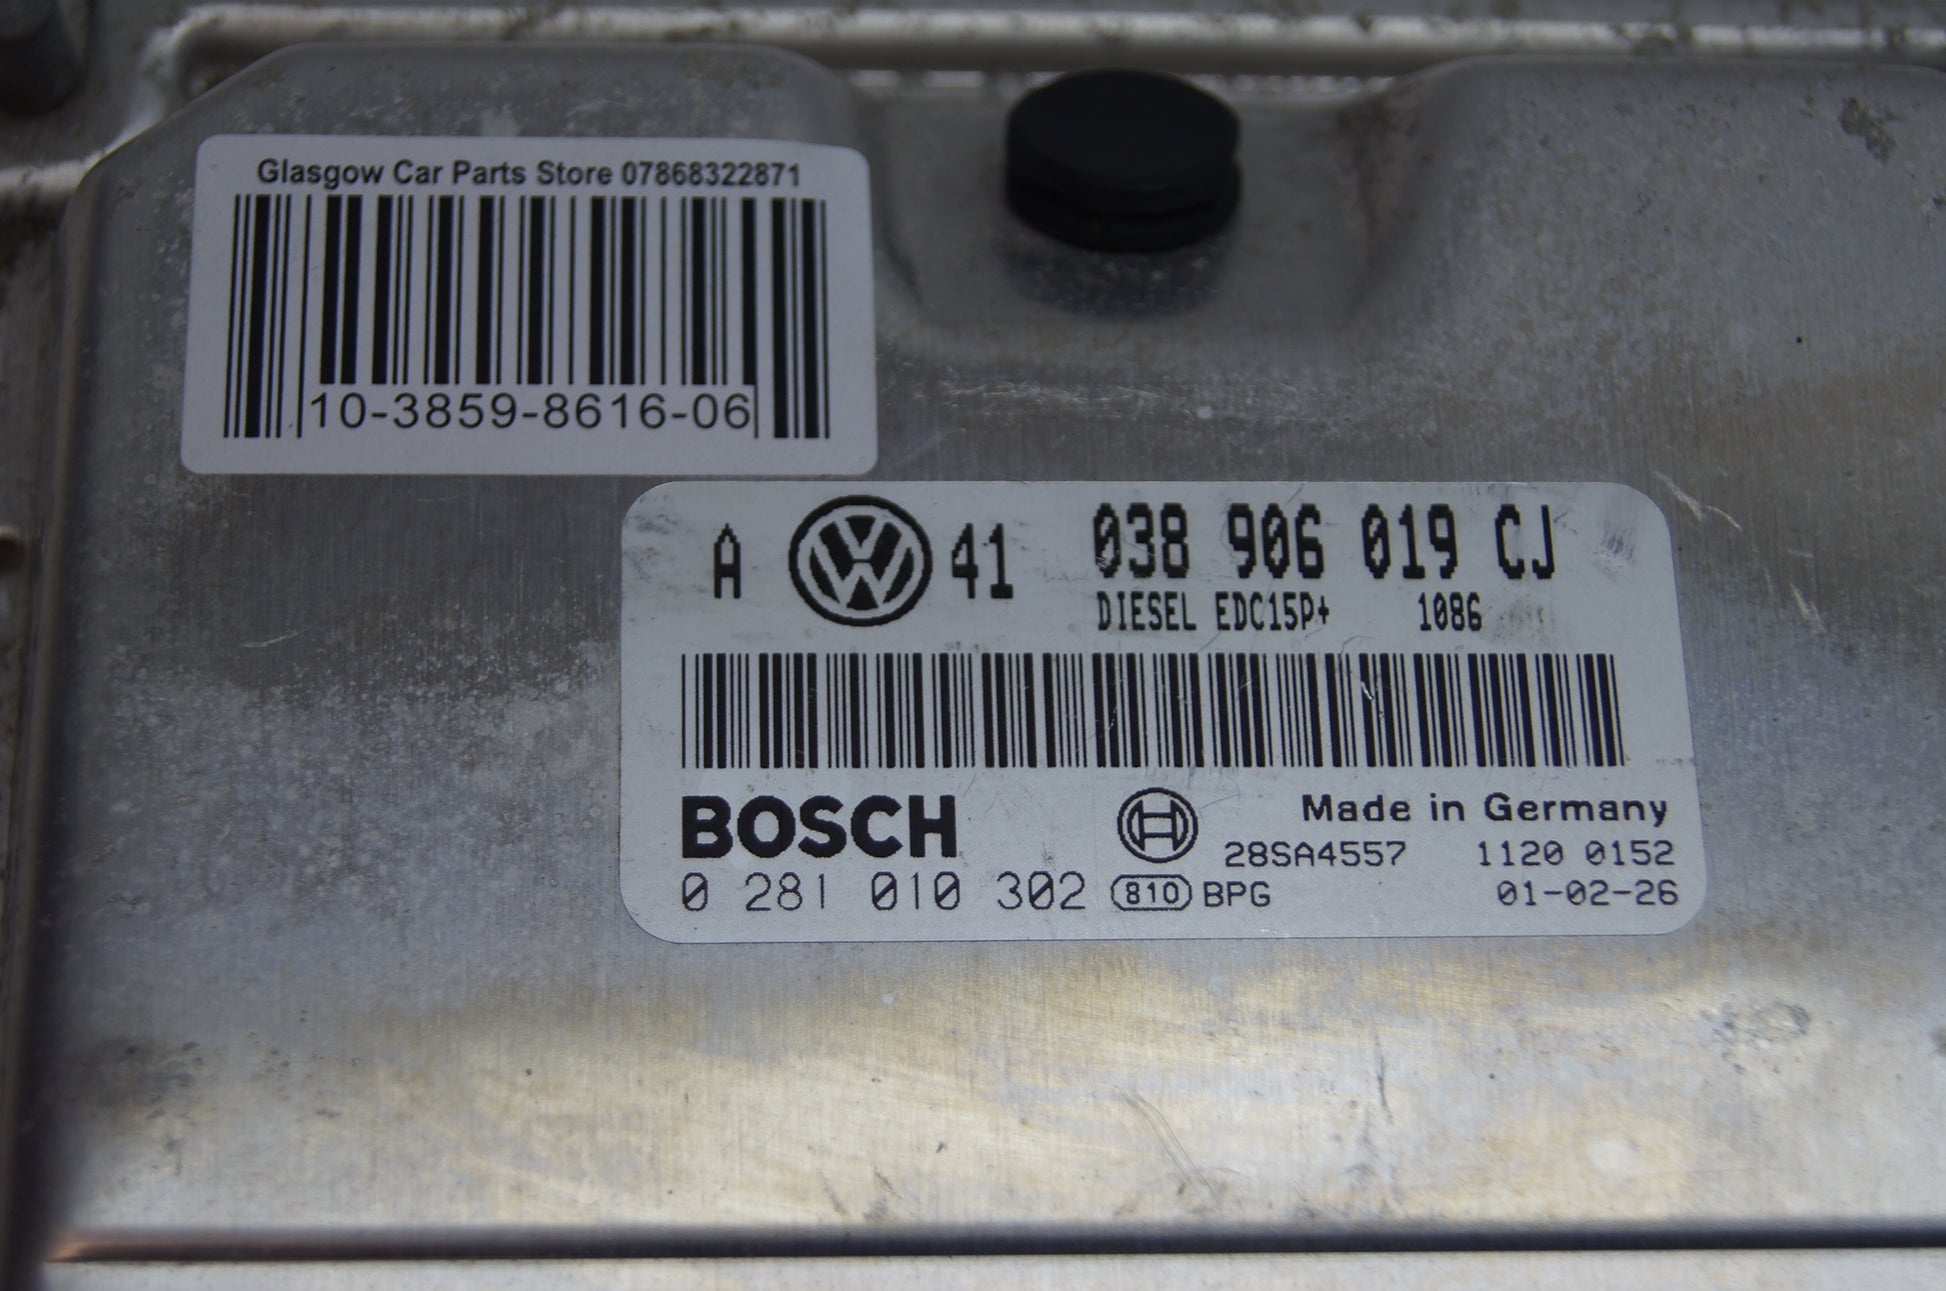 Glasgow Car Parts Store 07868322871
10-3859-8616-06
A VW 41 038 906 019 CJ
DIESEL EDC15P+ 1086
BOSCH Made in Germany
28SA4557 1120 0152
0 281 010 302 810 BPG 01-02-26